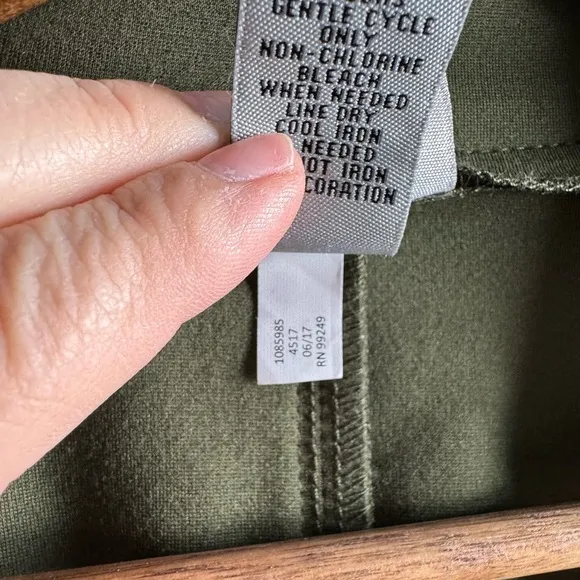 GENTLE CYCLE
ONLY
NON-CHLORINE
BLEACH
WHEN NEEDED
LINE DRY
COOL IRON
NEEDED
IRON
1085985
4517
06/17
RN 99249